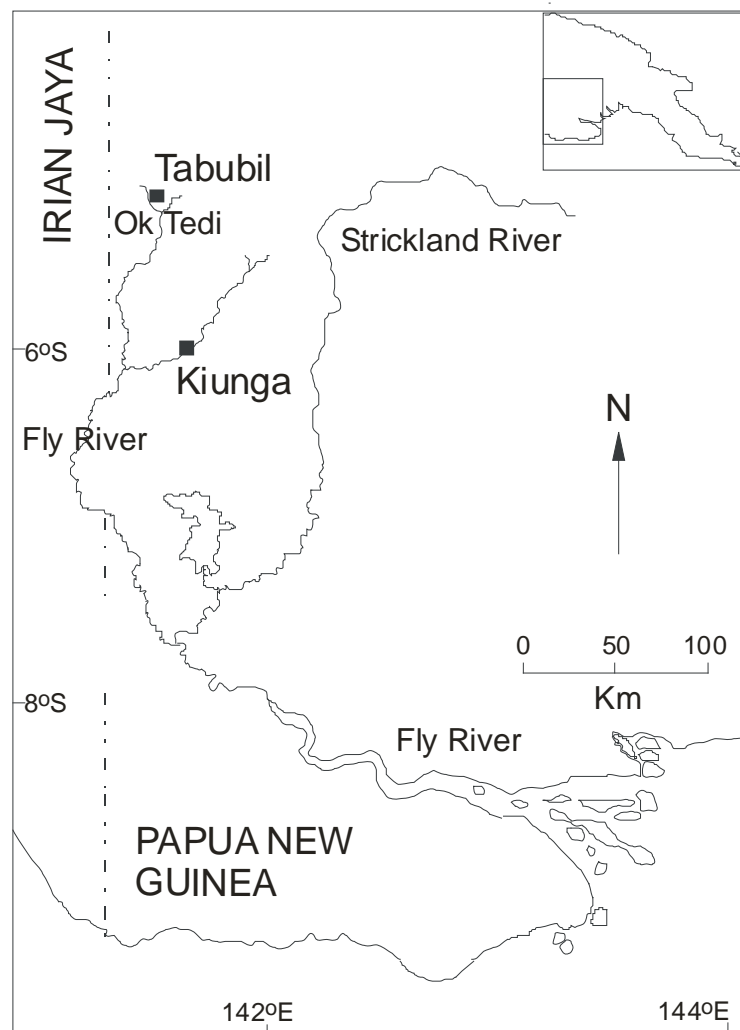 IRIAN JAYA
Tabubil
Ok Tedi
Strickland River
6ºS
Kiunga
N
Fly River
0 50 100
Km
8ºS
Fly River
PAPUA NEW
GUINEA
142ºE
144ºE